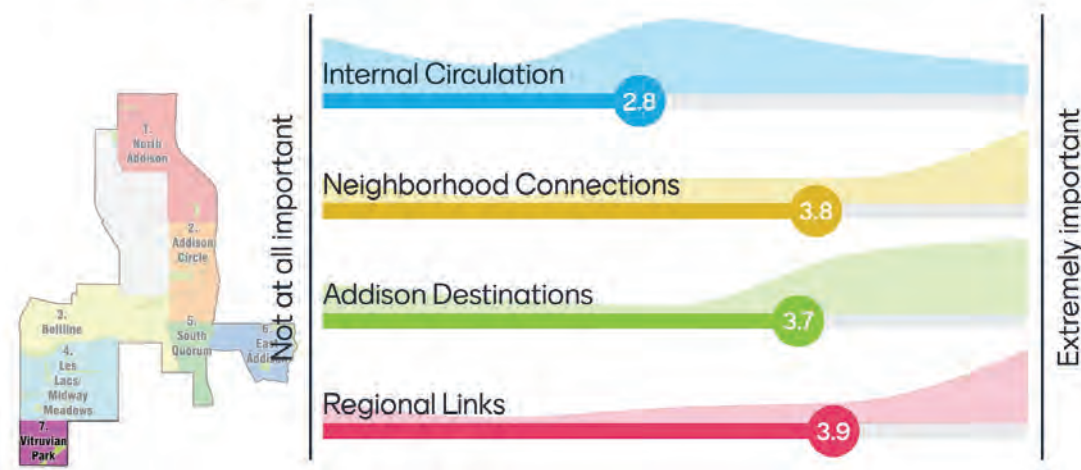 1.
North
Addison
2.
Addison
Circle
3.
Beltline
4.
Les
Lacs/
Midway
Meadows
5.
South
Quorum
6.
East
Addison
7.
Vitruvian
Park
Not at all important
Internal Circulation
2.8
Neighborhood Connections
3.8
Addison Destinations
3.7
Regional Links
3.9
Extremely important